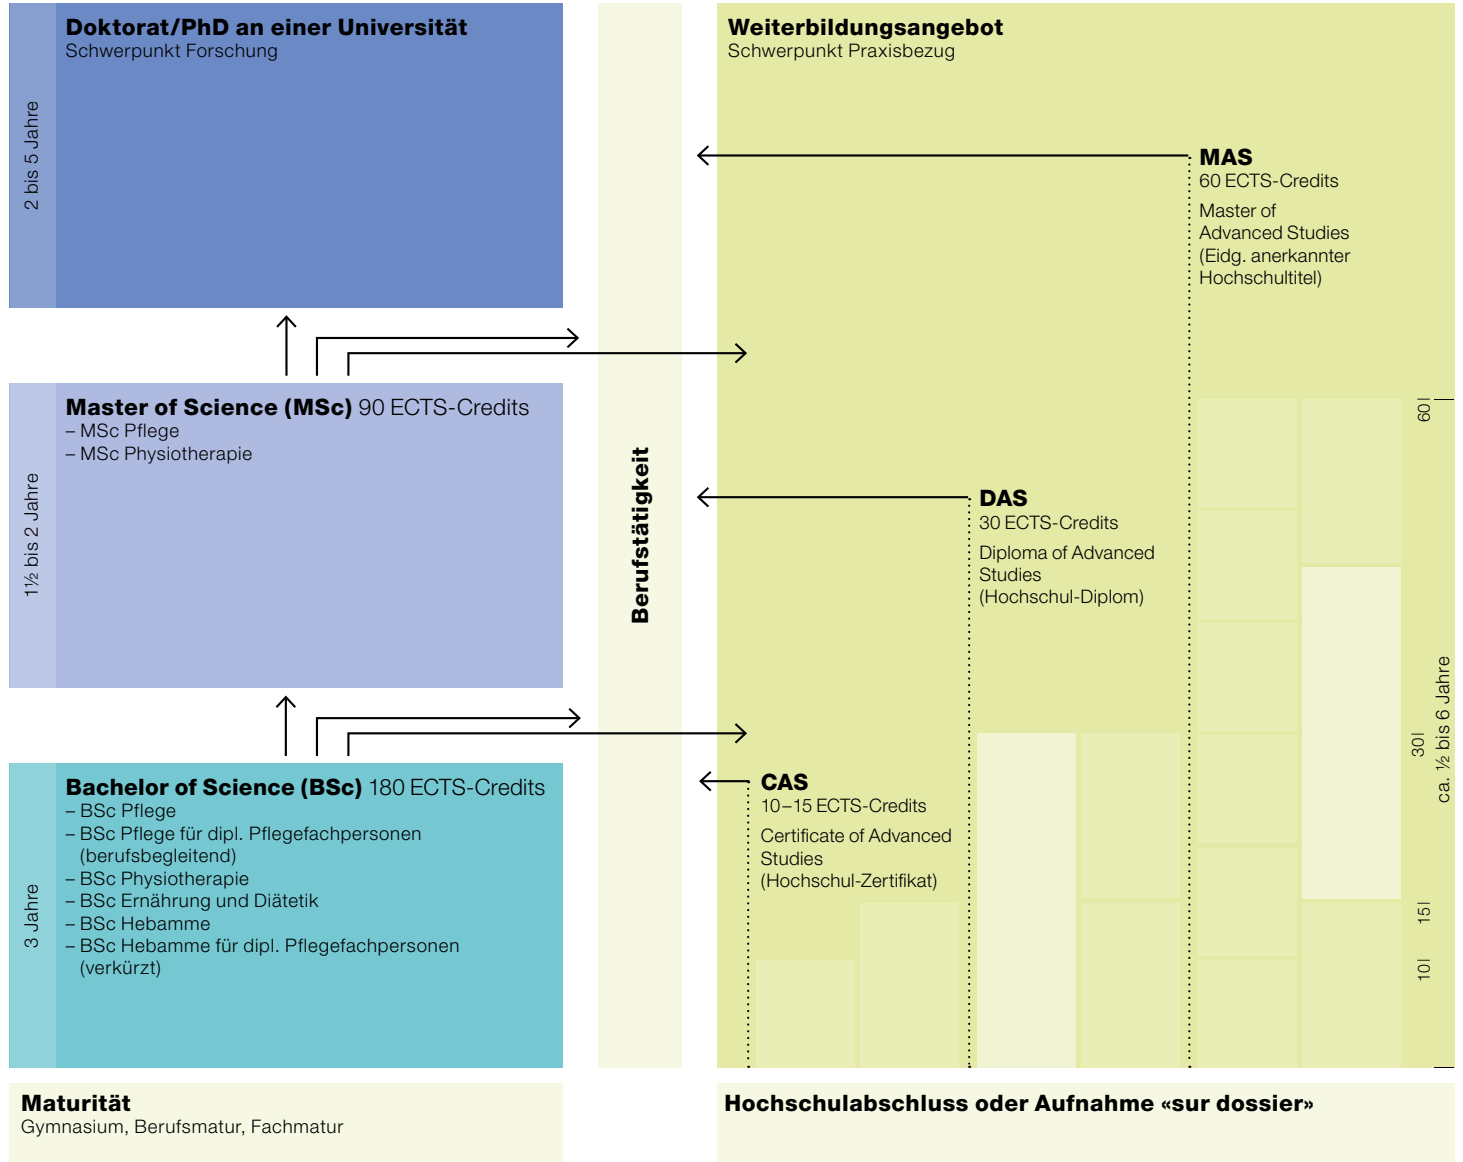 Doktorat/PhD an einer Universität
Schwerpunkt Forschung
2 bis 5 Jahre
Master of Science (MSc) 90 ECTS-Credits
– MSc Pflege
– MSc Physiotherapie
1½ bis 2 Jahre
Bachelor of Science (BSc) 180 ECTS-Credits
– BSc Pflege
– BSc Pflege für dipl. Pflegefachpersonen
(berufsbegleitend)
– BSc Physiotherapie
– BSc Ernährung und Diätetik
– BSc Hebamme
– BSc Hebamme für dipl. Pflegefachpersonen
(verkürzt)
3 Jahre
Maturität
Gymnasium, Berufsmatur, Fachmatur
Berufstätigkeit
Weiterbildungsangebot
Schwerpunkt Praxisbezug
MAS
60 ECTS-Credits
Master of
Advanced Studies
(Eidg. anerkannter
Hochschultitel)
DAS
30 ECTS-Credits
Diploma of Advanced
Studies
(Hochschul-Diplom)
CAS
10–15 ECTS-Credits
Certificate of Advanced
Studies
(Hochschul-Zertifikat)
60
30
15
10
ca. ½ bis 6 Jahre
Hochschulabschluss oder Aufnahme «sur dossier»